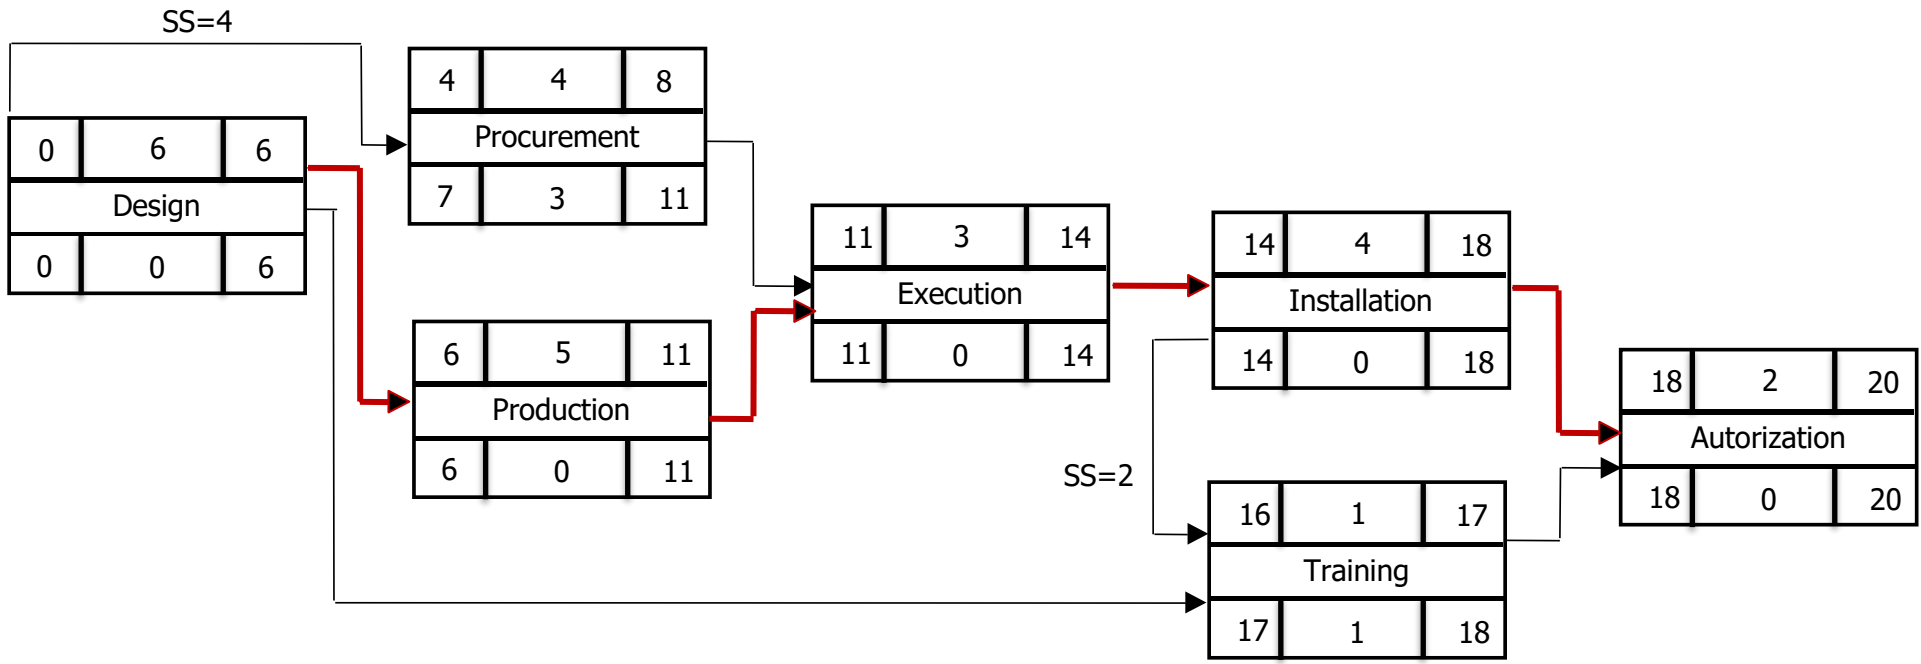 SS=4
4 4 8
Procurement
7 3 11
0 6 6
Design
0 0 6
11 3 14
Execution
11 0 14
14 4 18
Installation
14 0 18
6 5 11
Production
6 0 11
18 2 20
Autorization
18 0 20
SS=2
16 1 17
Training
17 1 18